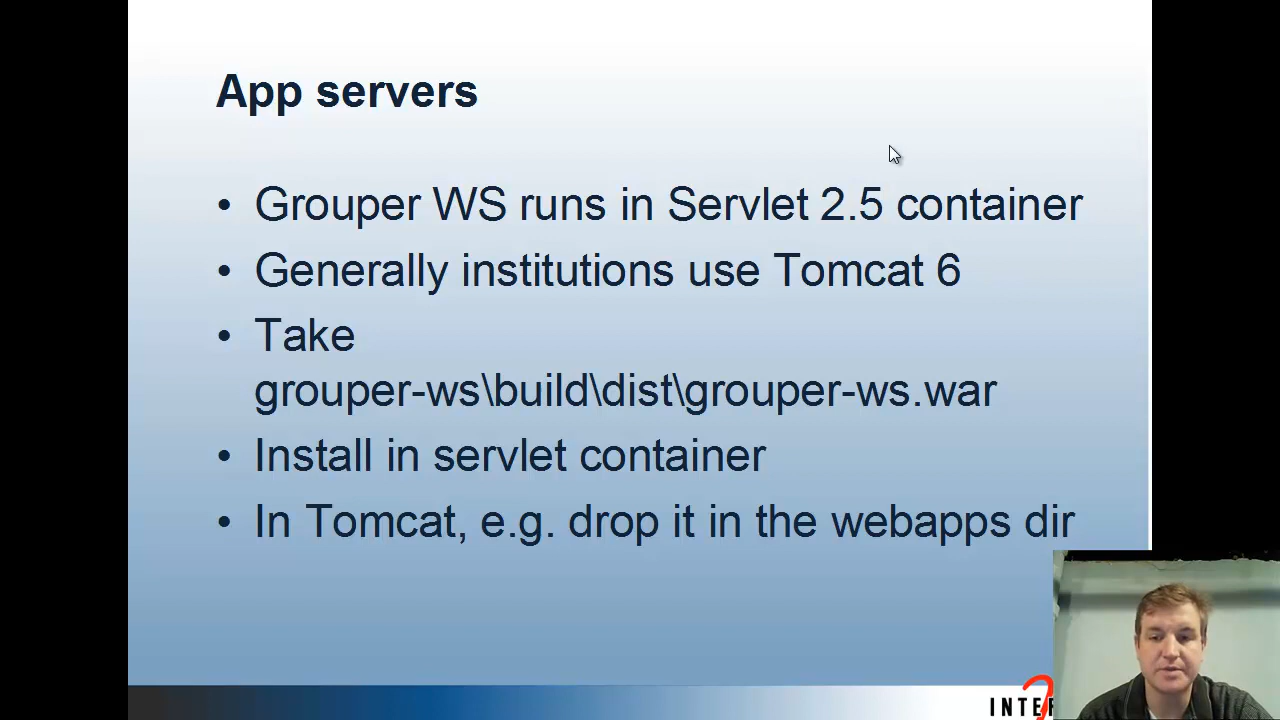 App servers
• Grouper WS runs in Servlet 2.5 container
• Generally institutions use Tomcat 6
• Take
grouper-ws\build\dist\grouper-ws.war
• Install in servlet container
• In Tomcat, e.g. drop it in the webapps dir